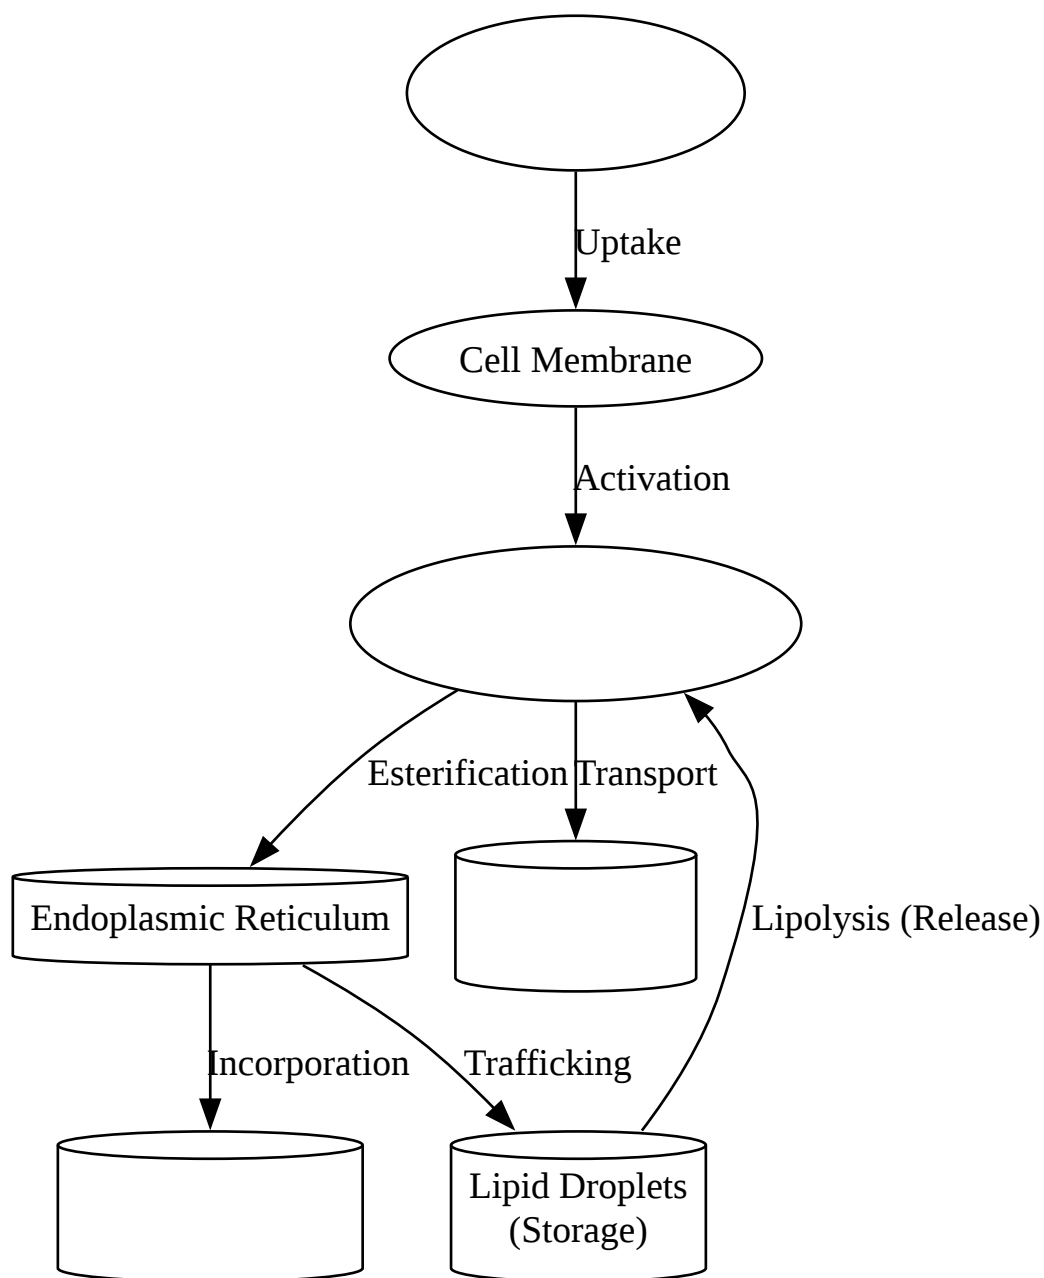 Uptake
Cell Membrane
Activation
Esterification
Transport
Endoplasmic Reticulum
Lipolysis (Release)
Incorporation
Trafficking
Lipid Droplets
(Storage)